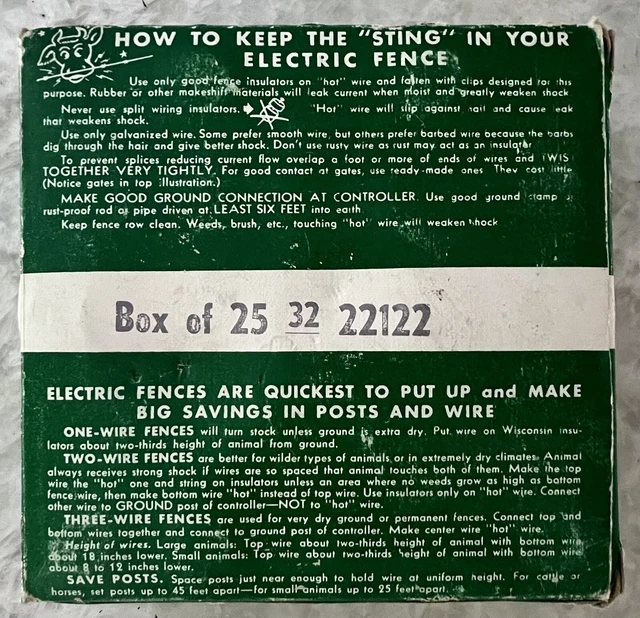 HOW TO KEEP THE "STING" IN YOUR
ELECTRIC FENCE
Use only good fence insulators on "hot" wire and fasten with clips designed for this
purpose. Rubber or other makeshift materials will leak current when moist and greatly weaken shock
Never use split wiring insulators. "Hot" wire will slip against nail and cause leak
that weakens shock.
Use only galvanized wire. Some prefer smooth wire, but others prefer barbed wire because the barbs
dig through the hair and give better shock. Don't use rusty wire as rust may act as an insulator
To prevent splices reducing current flow overlap a foot or more of ends of wires and TWIS
TOGETHER VERY TIGHTLY. For good contact at gates, use ready-made ones. They cost little
(Notice gates in top illustration.)
MAKE GOOD GROUND CONNECTION AT CONTROLLER. Use good ground clamp
rust-proof rod or pipe driven at LEAST SIX FEET into earth
Keep fence row clean. Weeds, brush, etc., touching "hot" wire will weaken shock
Box of 25 32 22122
ELECTRIC FENCES ARE QUICKEST TO PUT UP and MAKE
BIG SAVINGS IN POSTS AND WIRE
ONE-WIRE FENCES will turn stock unless ground is extra dry. Put wire on Wisconsin insu-
lators about two-thirds height of animal from ground.
TWO-WIRE FENCES are better for wilder types of animals or in extremely dry climates. Animal
always receives strong shock if wires are so spaced that animal touches both of them. Make the top
wire the "hot" one and string on insulators unless an area where no weeds grow as high as bottom
fence wire, then make bottom wire "hot" instead of top wire. Use insulators only on "hot" wire. Connect
other wire to GROUND post of controller—NOT to "hot" wire.
THREE-WIRE FENCES are used for very dry ground or permanent fences. Connect top and
bottom wires together and connect to ground post of controller. Make center wire "hot" wire.
Height of wires. Large animals: Top wire about two-thirds height of animal with bottom wire
about 18 inches lower. Small animals: Top wire about two-thirds height of animal with bottom wire
about 8 to 12 inches lower.
SAVE POSTS. Space posts just near enough to hold wire at uniform height. For cattle or
horses, set posts up to 45 feet apart—for small animals up to 25 feet apart.